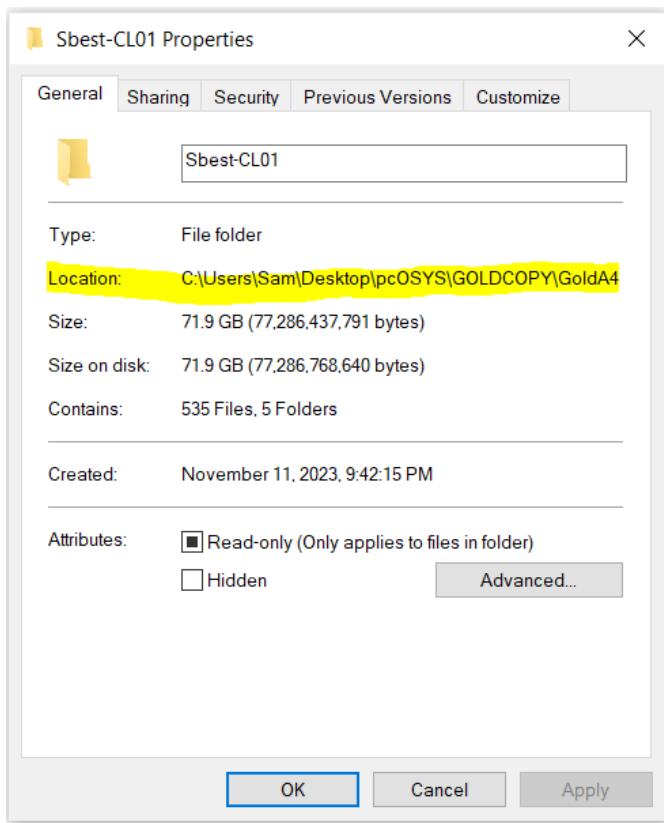 Sbest-CL01 Properties
General Sharing Security Previous Versions Customize
Sbest-CL01
Type: File folder
Location: C:\Users\Sam\Desktop\pcOSYS\GOLDCOPY\GoldA4
Size: 71.9 GB (77,286,437,791 bytes)
Size on disk: 71.9 GB (77,286,768,640 bytes)
Contains: 535 Files, 5 Folders
Created: November 11, 2023, 9:42:15 PM
Attributes: Read-only (Only applies to files in folder)
Hidden Advanced...
OK Cancel Apply